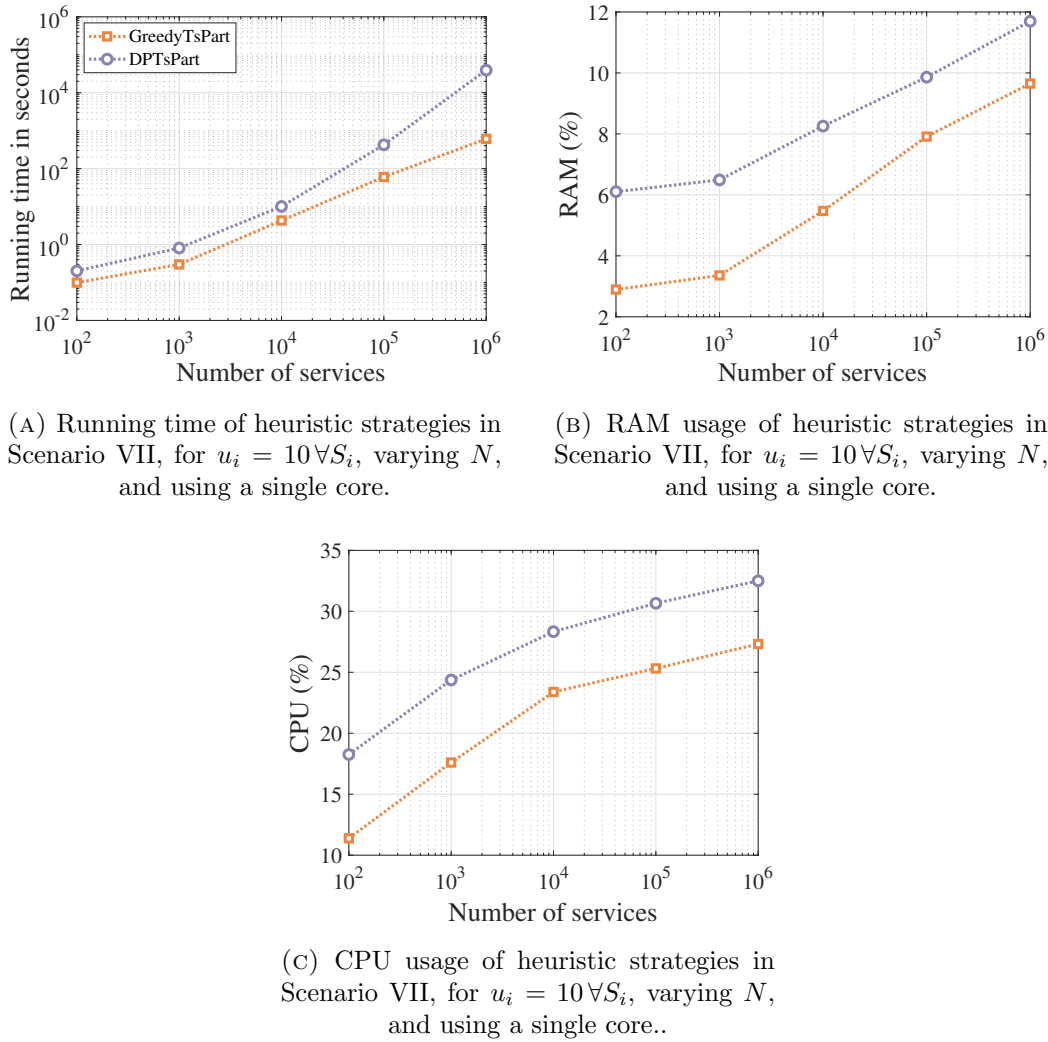 Running time in seconds
10^6
10^4
10^2
10^0
10^-2
GreedyTsPart
DPTsPart
10^2 10^3 10^4 10^5 10^6
Number of services
RAM (%)
12
10
8
6
4
2
10^2 10^3 10^4 10^5 10^6
Number of services
(A) Running time of heuristic strategies in
Scenario VII, for u_i = 10 ∀S_i, varying N,
and using a single core.
(B) RAM usage of heuristic strategies in
Scenario VII, for u_i = 10 ∀S_i, varying N,
and using a single core.
CPU (%)
35
30
25
20
15
10
10^2 10^3 10^4 10^5 10^6
Number of services
(C) CPU usage of heuristic strategies in
Scenario VII, for u_i = 10 ∀S_i, varying N,
and using a single core..